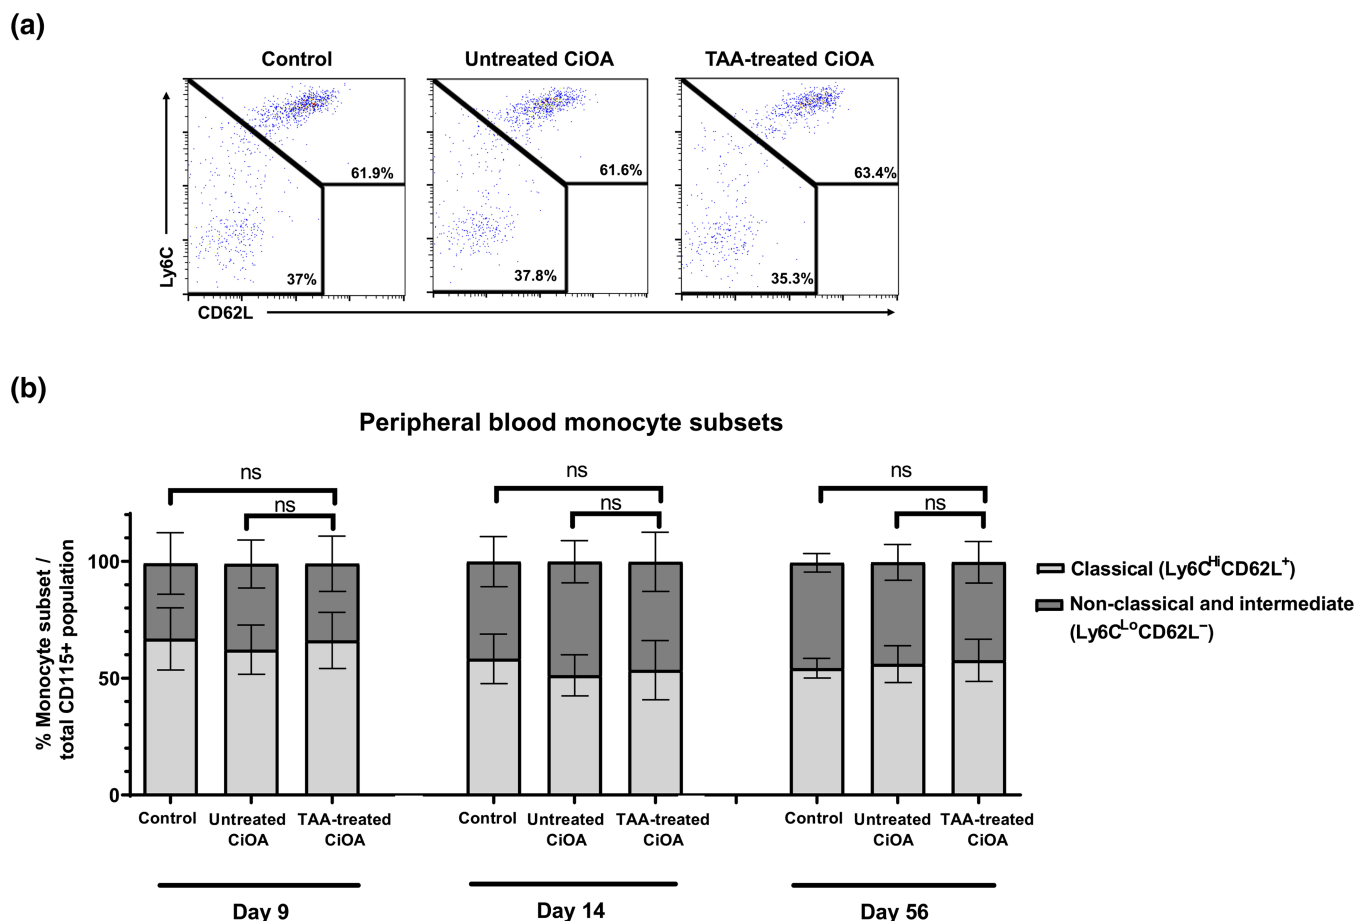 (a)
Control Untreated CiOA TAA-treated CiOA
Ly6C
61.9% 61.6% 63.4%
37% 37.8% 35.3%
CD62L
(b)
Peripheral blood monocyte subsets
ns ns ns
ns ns ns
% Monocyte subset /
total CD115+ population
100
50
0
Classical (Ly6CHiCD62L+)
Non-classical and intermediate
(Ly6CLoCD62L−)
Control Untreated TAA-treated Control Untreated TAA-treated Control Untreated TAA-treated
CiOA CiOA CiOA CiOA CiOA CiOA
Day 9 Day 14 Day 56